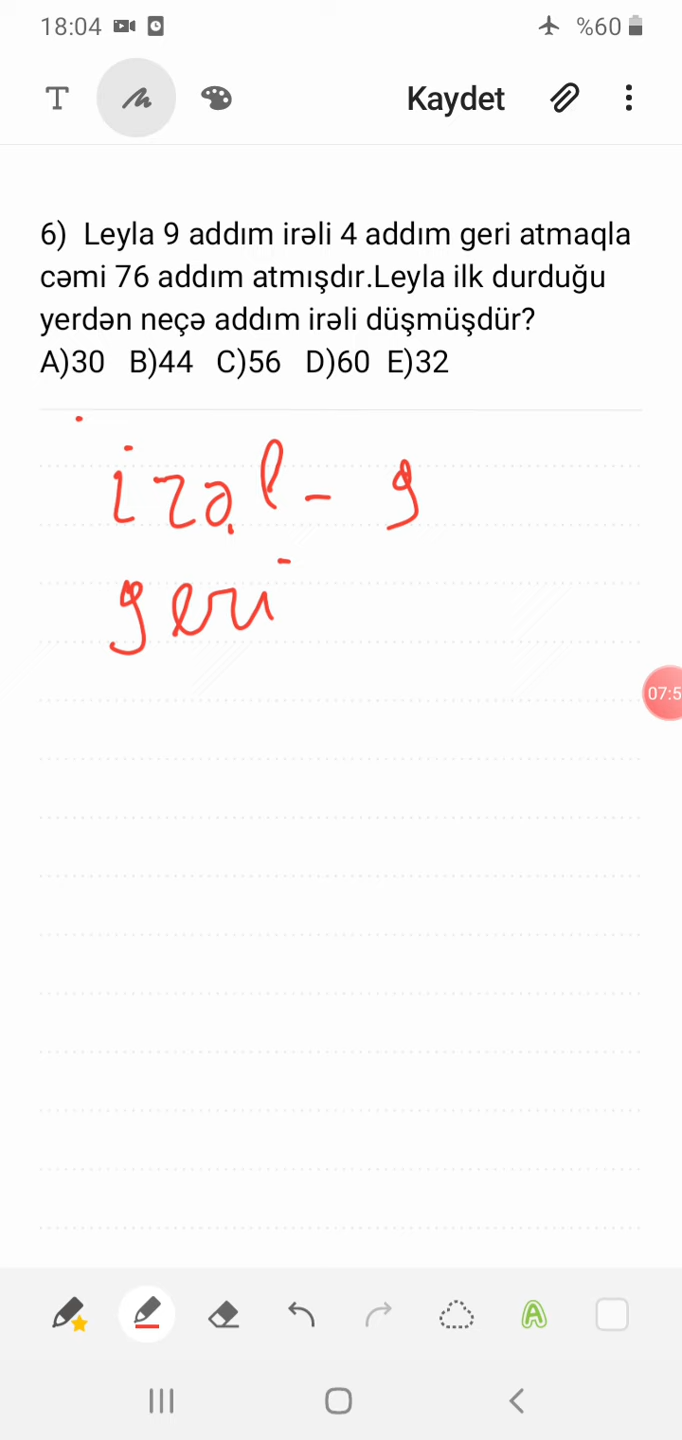 18:04 %60
T Kaydet
6) Leyla 9 addım irəli 4 addım geri atmaqla
cəmi 76 addım atmışdır.Leyla ilk durduğu
yerdən neçə addım irəli düşmüşdür?
A)30 B)44 C)56 D)60 E)32
irəl - 9
geri
07:5
A